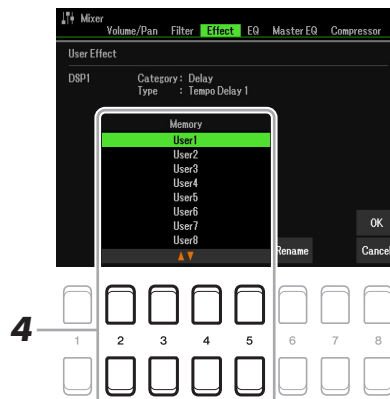 Mixer
Volume/Pan Filter Effect EQ Master EQ Compressor
User Effect
DSP1 Category : Delay
Type : Tempo Delay 1
Memory
User1
User2
User3
User4
User5
User6
User7
User8
OK
Rename Cancel
4
1 2 3 4 5 6 7 8